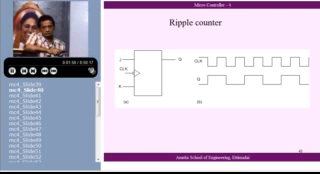 Micro-Controller - 4
Ripple counter
J
CLK
K
Q
CLK
Q
(a)
(b)
mc4_Slide39
mc4_Slide40
mc4_Slide41
mc4_Slide42
mc4_Slide43
mc4_Slide44
mc4_Slide45
mc4_Slide46
mc4_Slide47
mc4_Slide48
mc4_Slide49
mc4_Slide50
mc4_Slide51
mc4_Slide52
Amrita School of Engineering, Ettimadai